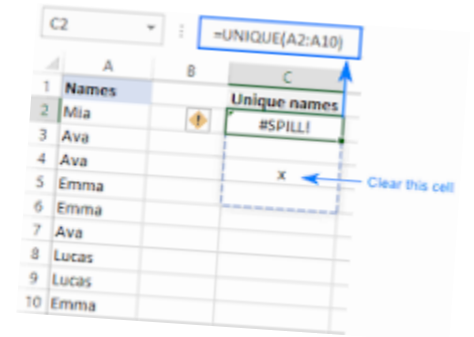 C2 =UNIQUE(A2:A10)
A B C
1 Names Unique names
2 Mia #SPILL!
3 Ava
4 Ava x Clear this cell
5 Emma
6 Emma
7 Ava
8 Lucas
9 Lucas
10 Emma